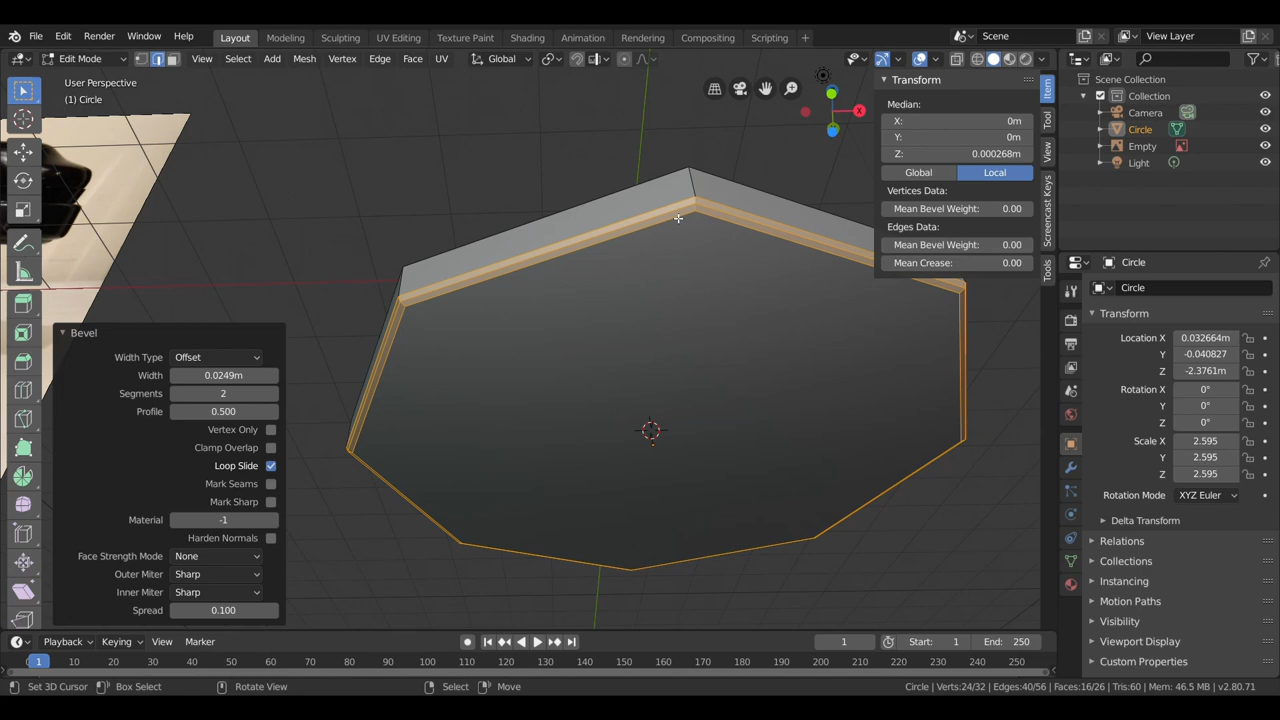 File Edit Render Window Help Layout Modeling Sculpting UV Editing Texture Paint Shading Animation Rendering Compositing Scripting + Scene View Layer
Edit Mode View Select Add Mesh Vertex Edge Face UV Global
User Perspective
(1) Circle
Transform
Median:
X: 0m
Y: 0m
Z: 0.000268m
Global Local
Vertices Data:
Mean Bevel Weight: 0.00
Edges Data:
Mean Bevel Weight: 0.00
Mean Crease: 0.00
Item
Tool
View
Screencast Keys
Tools
Scene Collection
Collection
Camera
Circle
Empty
Light
Circle
Circle
Transform
Location X 0.032664m
Y -0.040827
Z -2.3761m
Rotation X 0°
Y 0°
Z 0°
Scale X 2.595
Y 2.595
Z 2.595
Rotation Mode XYZ Euler
Delta Transform
Relations
Collections
Instancing
Motion Paths
Visibility
Viewport Display
Custom Properties
Bevel
Width Type Offset
Width 0.0249m
Segments 2
Profile 0.500
Vertex Only
Clamp Overlap
Loop Slide
Mark Seams
Mark Sharp
Material -1
Harden Normals
Face Strength Mode None
Outer Miter Sharp
Inner Miter Sharp
Spread 0.100
Playback Keying View Marker 1 Start: 1 End: 250
1 10 20 30 40 50 60 70 80 90 100 110 120 130 140 150 160 170 180 190 200 210 220 230 240 250
Set 3D Cursor Box Select Rotate View Select Move Circle | Verts:24/32 | Edges:40/56 | Faces:16/26 | Tris:60 | Mem: 46.5 MB | v2.80.71